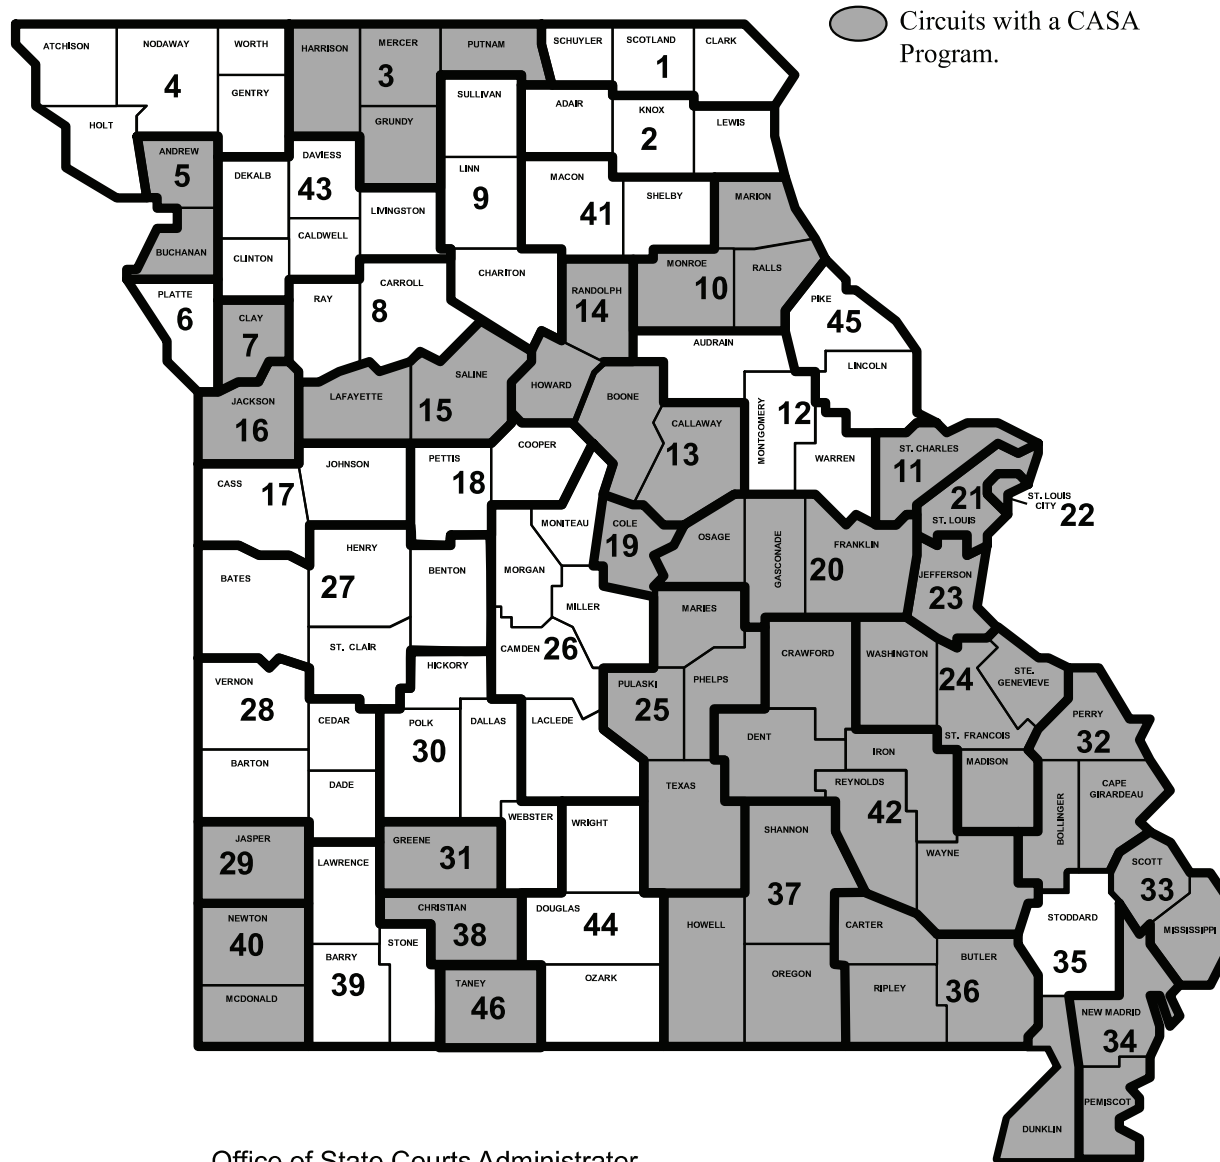 Circuits with a CASA
Program.
ATCHISON
NODAWAY
WORTH
HARRISON
MERCER
PUTNAM
SCHUYLER
SCOTLAND
CLARK
4
3
1
GENTRY
SULLIVAN
ADAIR
KNOX
HOLT
GRUNDY
2
LEWIS
ANDREW
5
DEKALB
DAVIESS
43
LINN
9
MACON
41
SHELBY
MARION
LIVINGSTON
BUCHANAN
CLINTON
CALDWELL
CHARITON
MONROE
10
RALLS
PLATTE
6
RAY
CARROLL
8
RANDOLPH
14
PIKE
45
CLAY
7
AUDRAIN
LINCOLN
JACKSON
16
LAFAYETTE
SALINE
15
HOWARD
BOONE
CALLAWAY
13
MONTGOMERY
12
WARREN
ST. CHARLES
11
CASS
17
JOHNSON
PETTIS
18
COOPER
21
ST. LOUIS
ST. LOUIS
CITY
22
MONITEAU
COLE
19
OSAGE
GASCONADE
FRANKLIN
20
BATES
HENRY
27
BENTON
MORGAN
JEFFERSON
23
MILLER
MARIES
ST. CLAIR
HICKORY
CAMDEN
26
CRAWFORD
WASHINGTON
24
STE.
GENEVIEVE
VERNON
28
CEDAR
POLK
30
DALLAS
LACLEDE
PULASKI
25
PHELPS
DENT
IRON
ST. FRANCOIS
PERRY
32
BARTON
DADE
TEXAS
REYNOLDS
42
MADISON
BOLLINGER
CAPE
GIRARDEAU
JASPER
29
LAWRENCE
GREENE
31
WEBSTER
WRIGHT
SHANNON
37
WAYNE
SCOTT
33
NEWTON
40
CHRISTIAN
38
DOUGLAS
44
HOWELL
CARTER
STODDARD
35
MISSISSIPPI
BARRY
39
STONE
TANEY
46
OZARK
OREGON
RIPLEY
BUTLER
36
MCDONALD
NEW MADRID
34
DUNKLIN
PEMISCOT
Office of State Courts Administrator